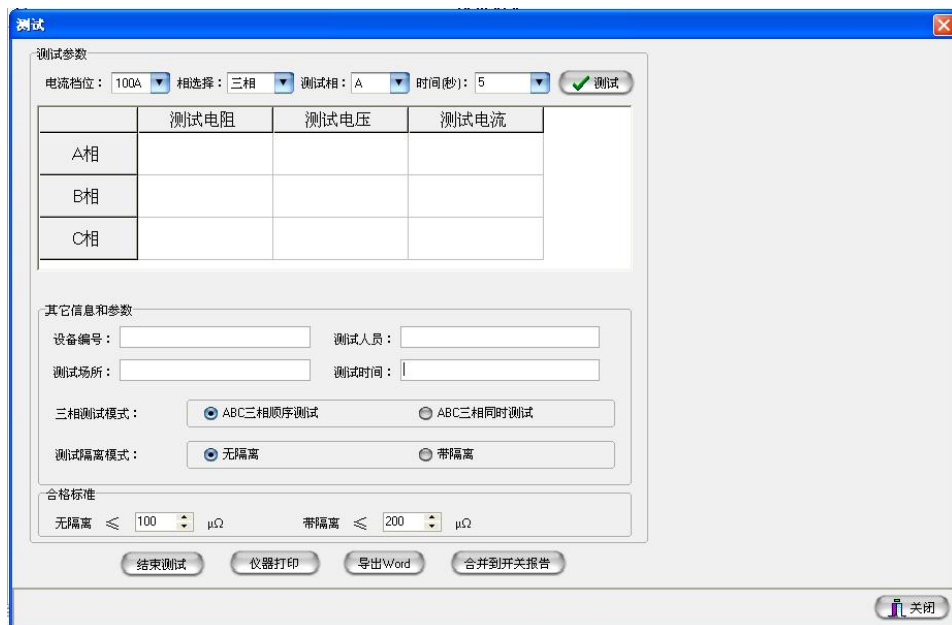 测试
测试参数
电流档位： 100A 相选择： 三相 测试相： A 时间(秒)： 5 测试
测试电阻 测试电压 测试电流
A相
B相
C相
其它信息和参数
设备编号： 测试人员：
测试场所： 测试时间：
三相测试模式： ABC三相顺序测试 ABC三相同时测试
测试隔离模式： 无隔离 带隔离
合格标准
无隔离 ≤ 100 μΩ 带隔离 ≤ 200 μΩ
结束测试 仪器打印 导出Word 合并到开关报告
关闭